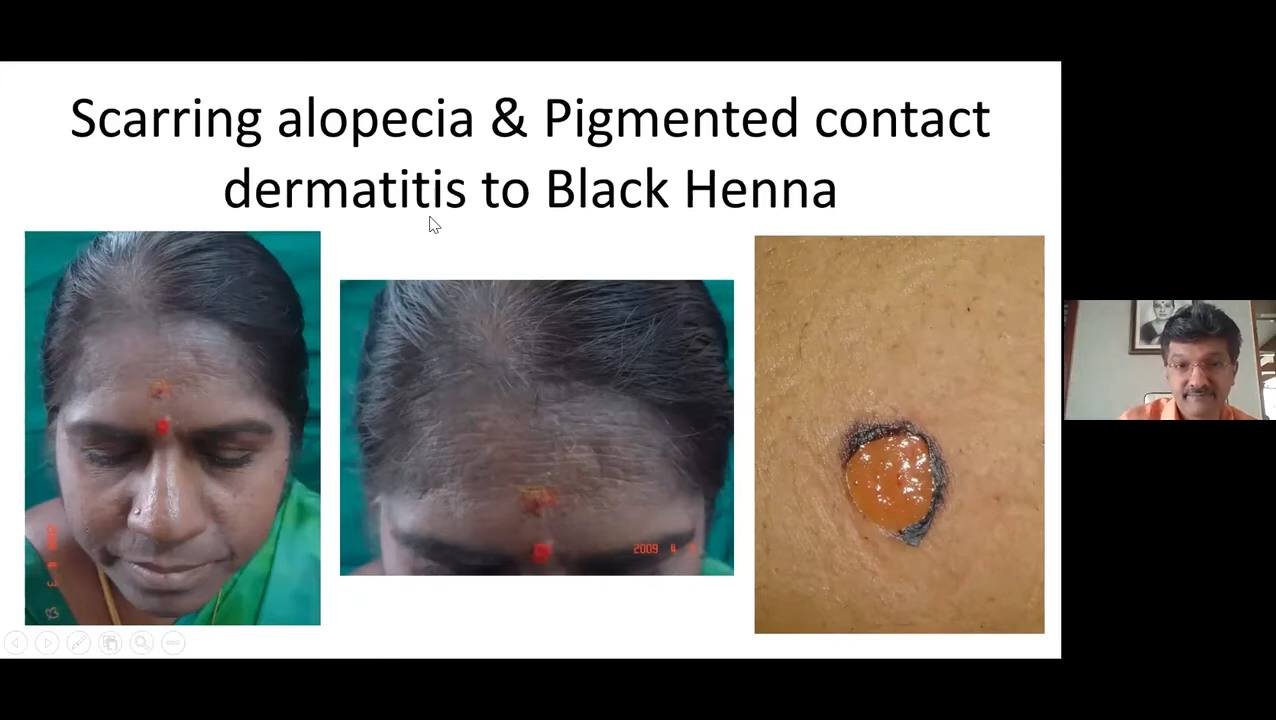 Scarring alopecia & Pigmented contact
dermatitis to Black Henna
2009